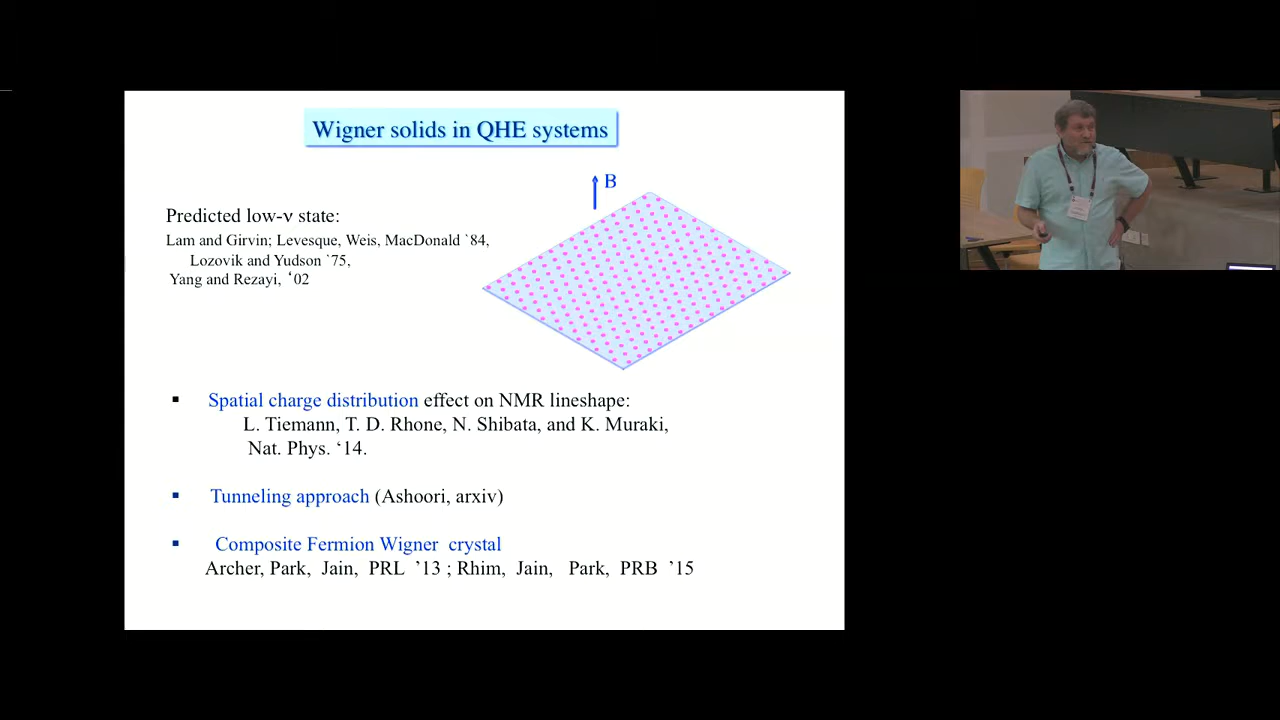 Wigner solids in QHE systems
B
Predicted low-ν state:
Lam and Girvin; Levesque, Weis, MacDonald `84,
Lozovik and Yudson `75,
Yang and Rezayi, ‘02
▪ Spatial charge distribution effect on NMR lineshape:
L. Tiemann, T. D. Rhone, N. Shibata, and K. Muraki,
Nat. Phys. ‘14.
▪ Tunneling approach (Ashoori, arxiv)
▪ Composite Fermion Wigner crystal
Archer, Park, Jain, PRL ’13 ; Rhim, Jain, Park, PRB ’15